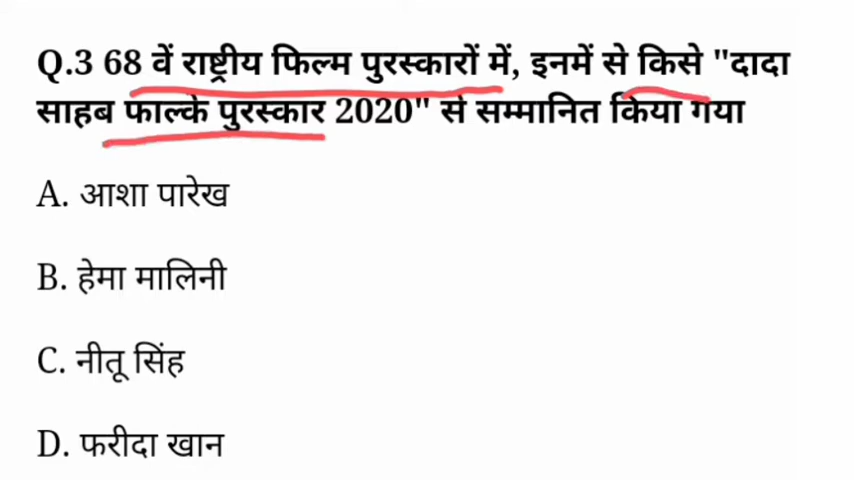 Q.3 68 वें राष्ट्रीय फिल्म पुरस्कारों में, इनमें से किसे "दादा
साहब फाल्के पुरस्कार 2020" से सम्मानित किया गया
A. आशा पारेख
B. हेमा मालिनी
C. नीतू सिंह
D. फरीदा खान